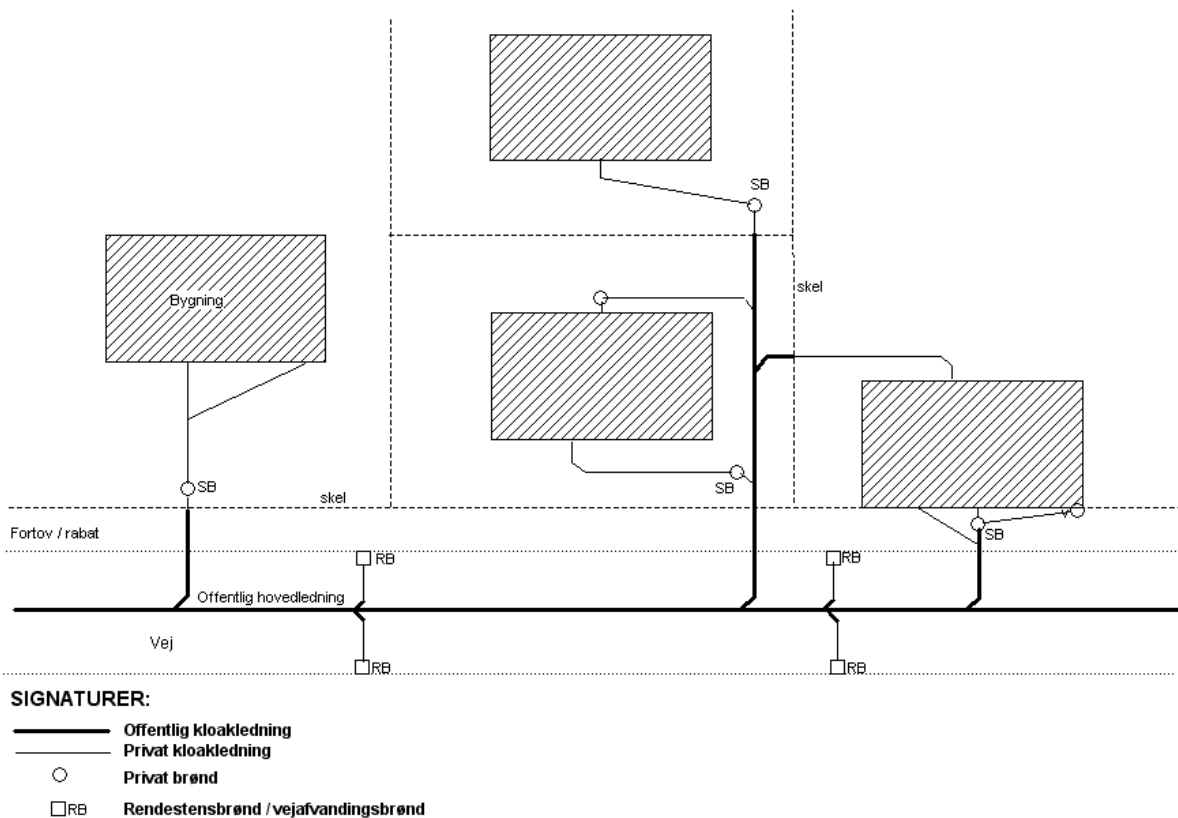 SB
Bygning
skel
SB
SB
skel
Fortov / rabat
SB
RB
RB
Offentlig hovedledning
Vej
RB
RB
SIGNATURER:
Offentlig kloakledning
Privat kloakledning
Privat brønd
RB Rendestensbrønd / vejafvandingsbrønd